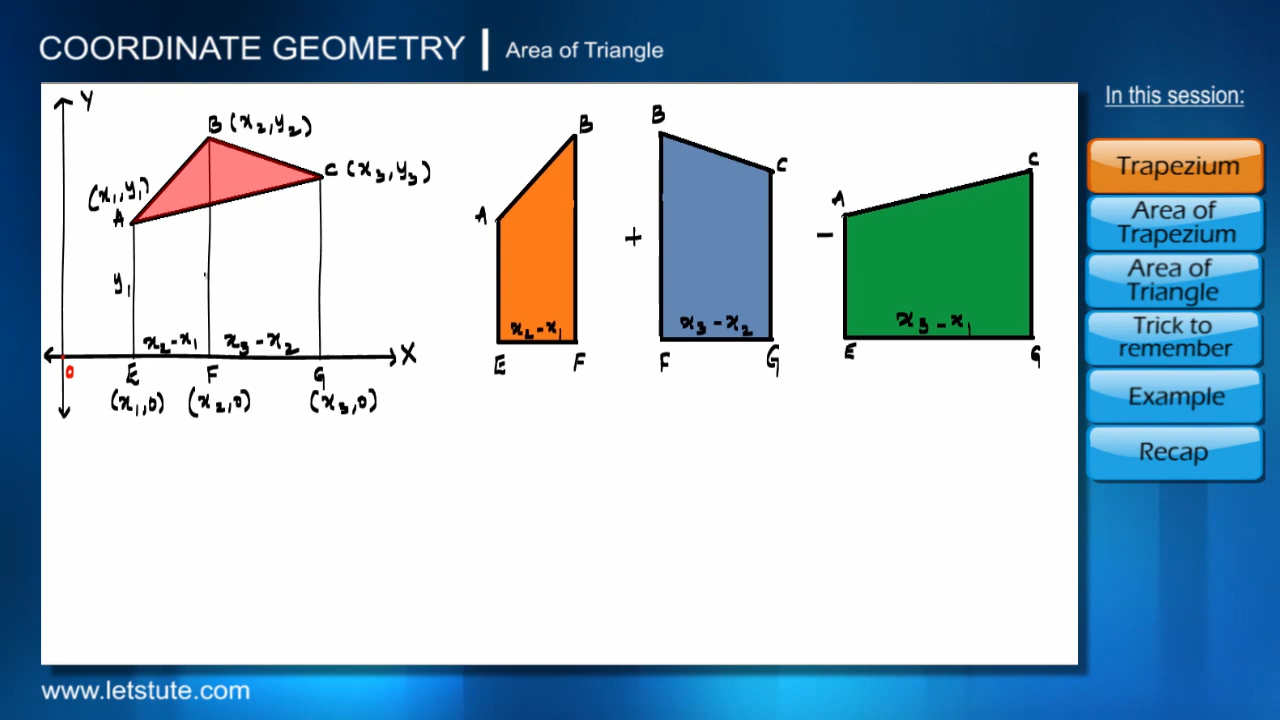 COORDINATE GEOMETRY | Area of Triangle
In this session:
Trapezium
Area of
Trapezium
Area of
Triangle
Trick to
remember
Example
Recap
Y
B (x₂,y₂)
C (x₃,y₃)
(x₁,y₁)
A
y₁
x₂-x₁ x₃-x₂
X
O E F G
(x₁,0) (x₂,0) (x₃,0)
B
A
x₂-x₁
E F
+
B
C
x₃-x₂
F G
-
C
A
x₃-x₁
E G
www.letstute.com